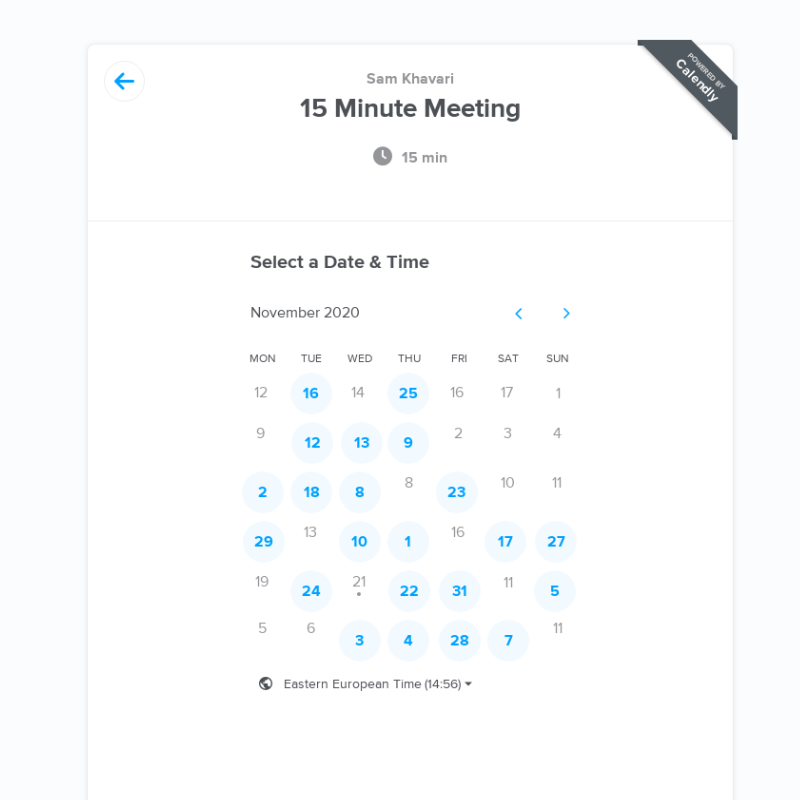 POWERED BY
Calendly
Sam Khavari
15 Minute Meeting
15 min
Select a Date & Time
November 2020
MON TUE WED THU FRI SAT SUN
12 16 14 25 16 17 1
9 12 13 9 2 3 4
2 18 8 8 23 10 11
29 13 10 1 16 17 27
19 24 21 22 31 11 5
5 6 3 4 28 7 11
Eastern European Time (14:56)